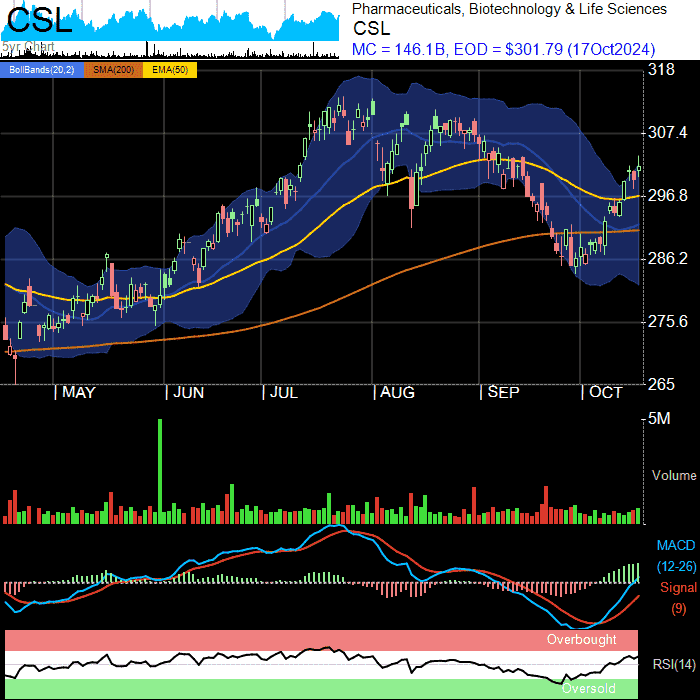 CSL
Pharmaceuticals, Biotechnology & Life Sciences
CSL
5yr Chart
MC = 146.1B, EOD = $301.79 (17Oct2024)
BollBands(20,2) SMA(200) EMA(50)
318
307.4
296.8
286.2
275.6
265
| MAY | JUN | JUL | AUG | SEP | OCT
5M
Volume
MACD
(12-26)
Signal
(9)
Overbought
RSI(14)
Oversold